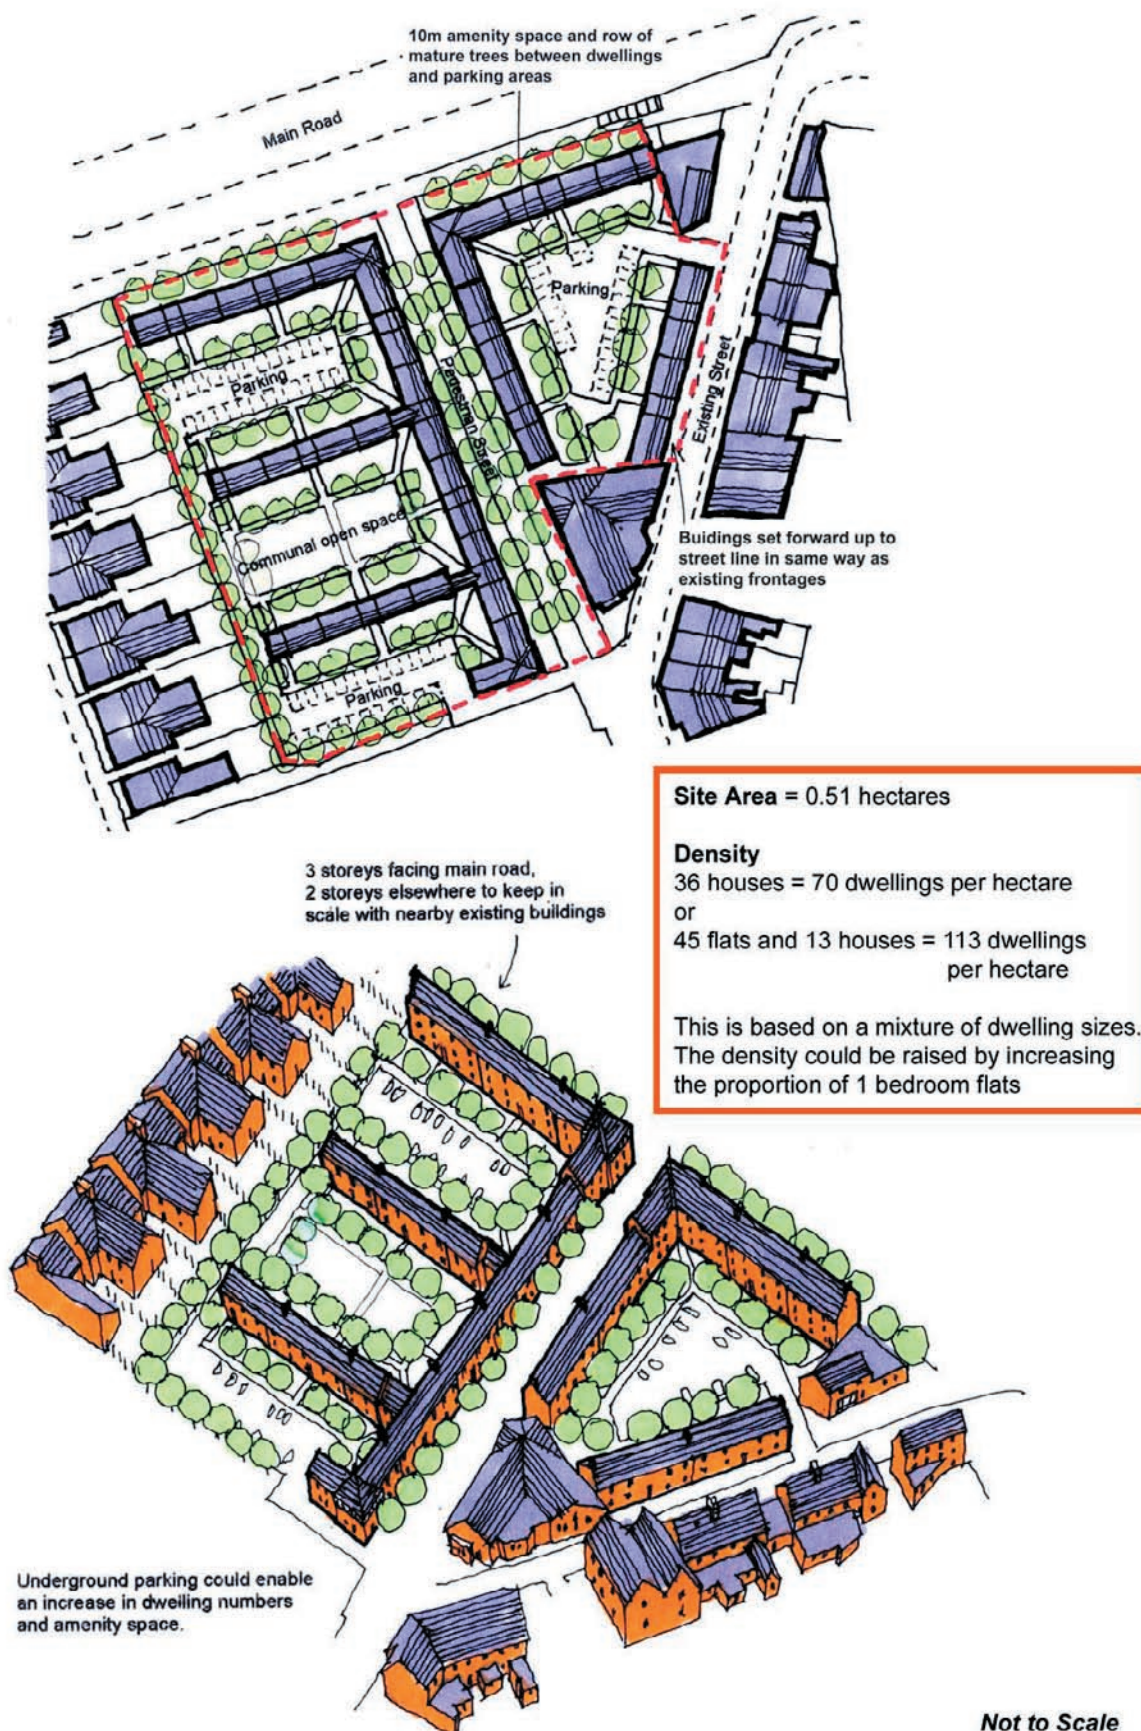 10m amenity space and row of
mature trees between dwellings
and parking areas
Main Road
Parking
Parking
Pedestrian Street
Existing Street
Communal open space
Buidings set forward up to
street line in same way as
existing frontages
Parking
Site Area = 0.51 hectares
Density
36 houses = 70 dwellings per hectare
or
45 flats and 13 houses = 113 dwellings
per hectare
This is based on a mixture of dwelling sizes.
The density could be raised by increasing
the proportion of 1 bedroom flats
3 storeys facing main road,
2 storeys elsewhere to keep in
scale with nearby existing buildings
Underground parking could enable
an increase in dwelling numbers
and amenity space.
Not to Scale